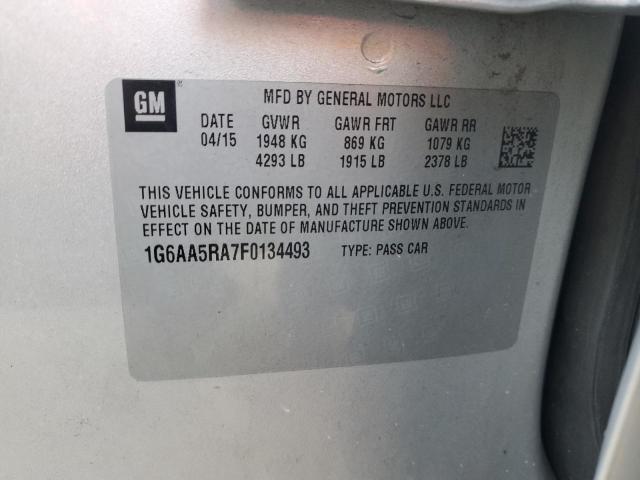 GM
MFD BY GENERAL MOTORS LLC
DATE GVWR GAWR FRT GAWR RR
04/15 1948 KG 869 KG 1079 KG
4293 LB 1915 LB 2378 LB
THIS VEHICLE CONFORMS TO ALL APPLICABLE U.S. FEDERAL MOTOR
VEHICLE SAFETY, BUMPER, AND THEFT PREVENTION STANDARDS IN
EFFECT ON THE DATE OF MANUFACTURE SHOWN ABOVE.
1G6AA5RA7F0134493 TYPE: PASS CAR